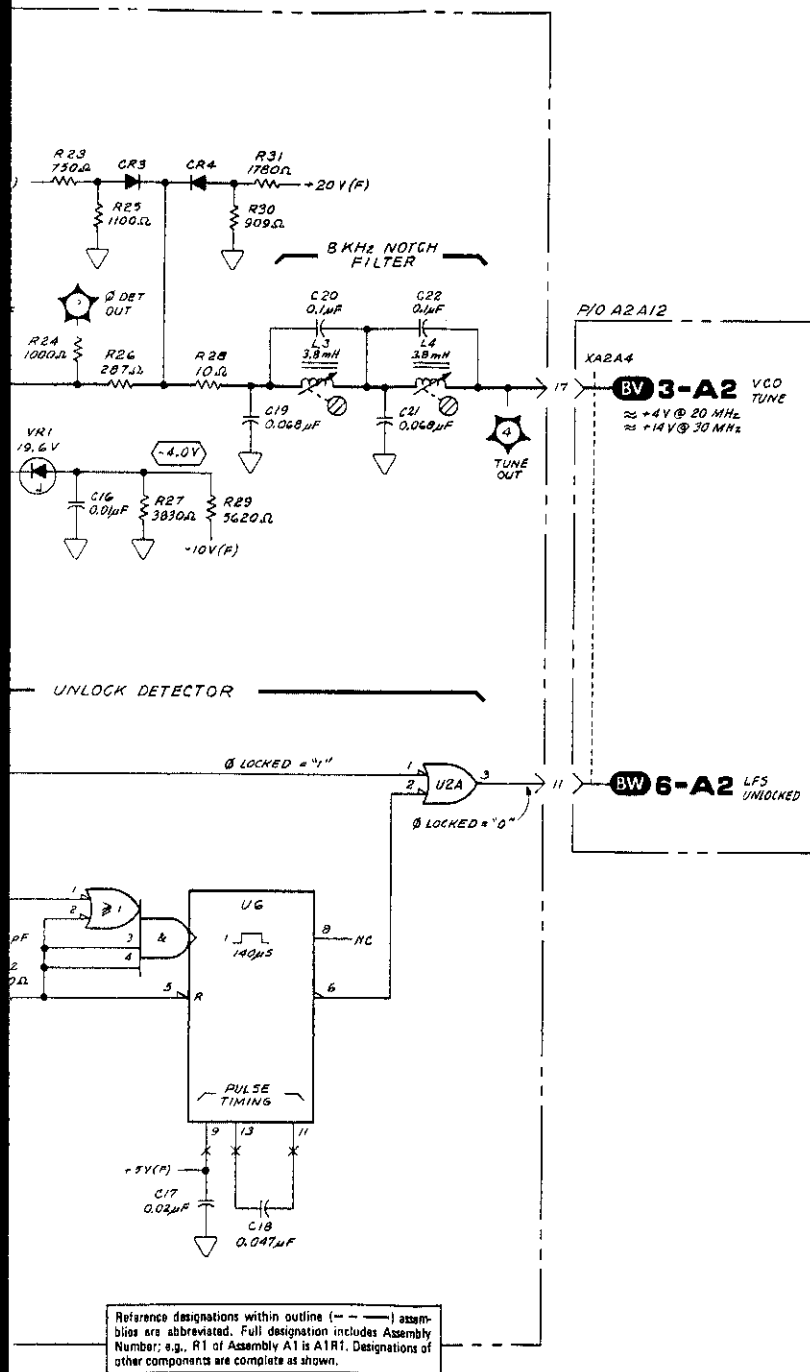 R23
750Ω
CR3
CR4
R31
1780Ω
+20V(F)
R25
1100Ω
R30
909Ω
8 KHz NOTCH
FILTER
Ø DET
OUT
C20
0.1µF
C22
0.1µF
P/O A2A12
R24
1000Ω
R26
287Ω
R28
10Ω
L3
3.8mH
L4
3.8mH
XA2A4
17
BV 3-A2 VCO
TUNE
≈ +4V @ 20 MHz
≈ +14V @ 30 MHz
C19
0.068µF
C21
0.068µF
4
TUNE
OUT
VR1
19.6V
-4.0V
C16
0.01µF
R27
3830Ω
R29
5620Ω
-10V(F)
UNLOCK DETECTOR
Ø LOCKED = "1"
1
2
U2A
3
11
BW 6-A2 LFS
UNLOCKED
Ø LOCKED = "0"
1
2
≥1
U6
pF
3
4
&
1
140µS
8
NC
2
0Ω
5
R
6
PULSE
TIMING
9
13
11
+5V(F)
C17
0.02µF
C18
0.047µF
Reference designations within outline (— - — - ——) assem-
blies are abbreviated. Full designation includes Assembly
Number; e.g., R1 of Assembly A1 is A1R1. Designations of
other components are complete as shown.